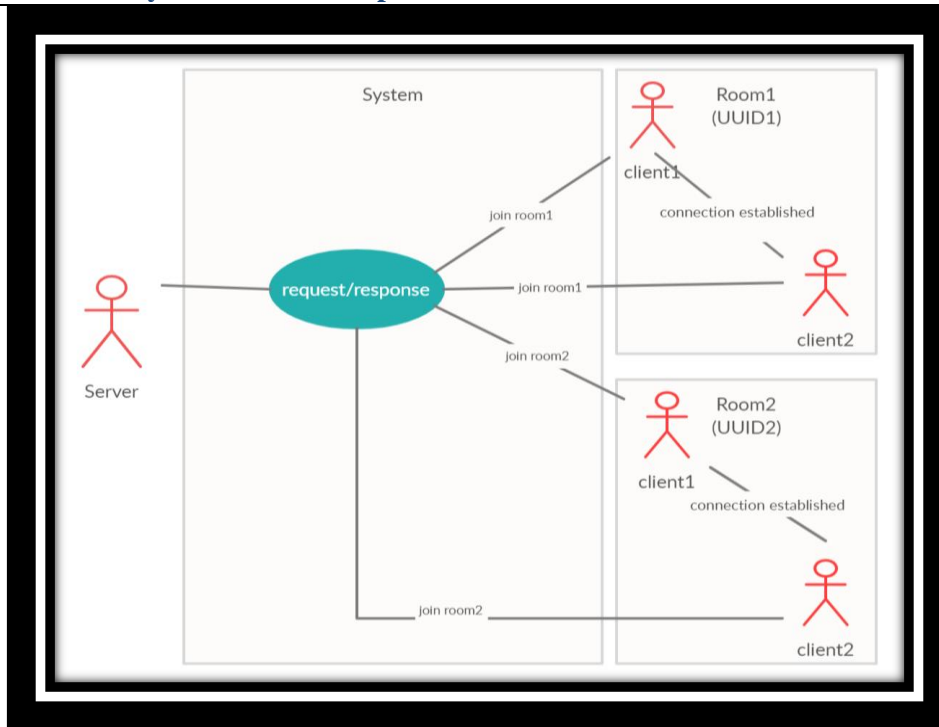 System
Room1
(UUID1)
client1
join room1
connection established
request/response
join room1
client2
Server
join room2
Room2
(UUID2)
client1
connection established
join room2
client2